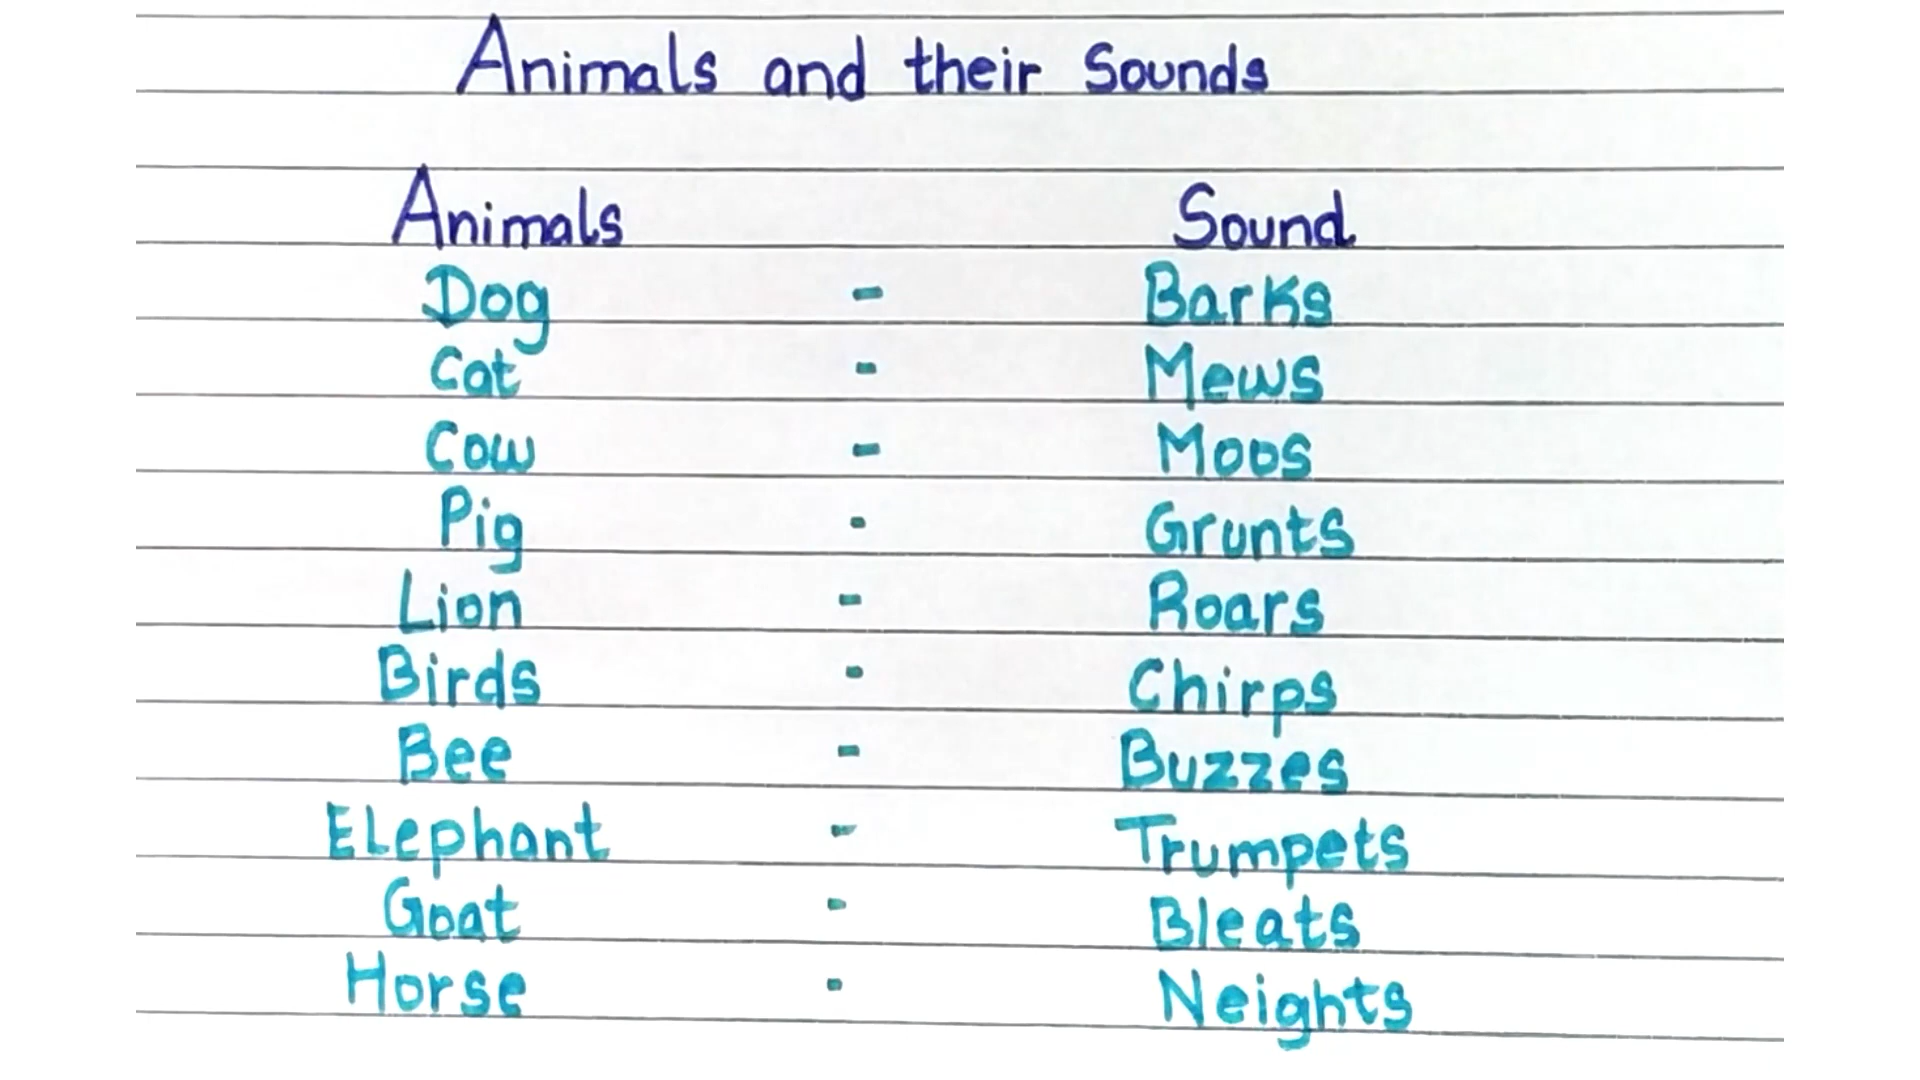 Animals and their Sounds
Animals Sound
Dog - Barks
Cat - Mews
Cow - Moos
Pig - Grunts
Lion - Roars
Birds - Chirps
Bee - Buzzes
ELephant - Trumpets
Goat - Bleats
Horse - Neights